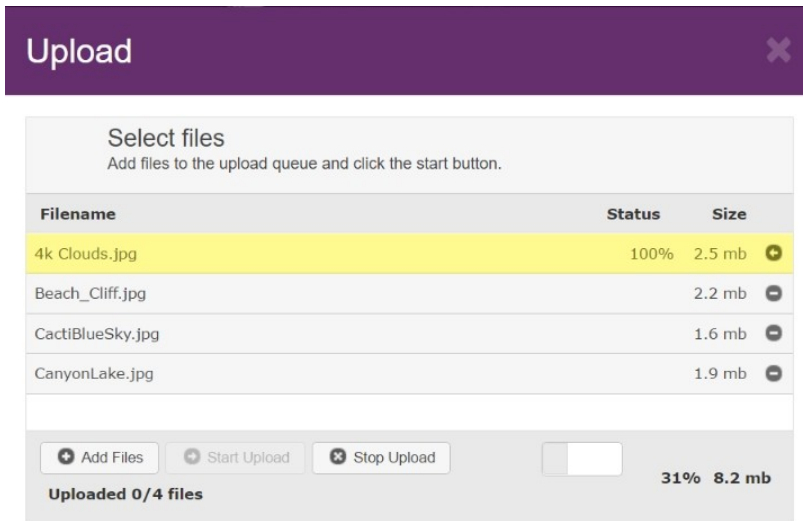 Upload
Select files
Add files to the upload queue and click the start button.
Filename Status Size
4k Clouds.jpg 100% 2.5 mb
Beach_Cliff.jpg 2.2 mb
CactiBlueSky.jpg 1.6 mb
CanyonLake.jpg 1.9 mb
Add Files Start Upload Stop Upload
31% 8.2 mb
Uploaded 0/4 files